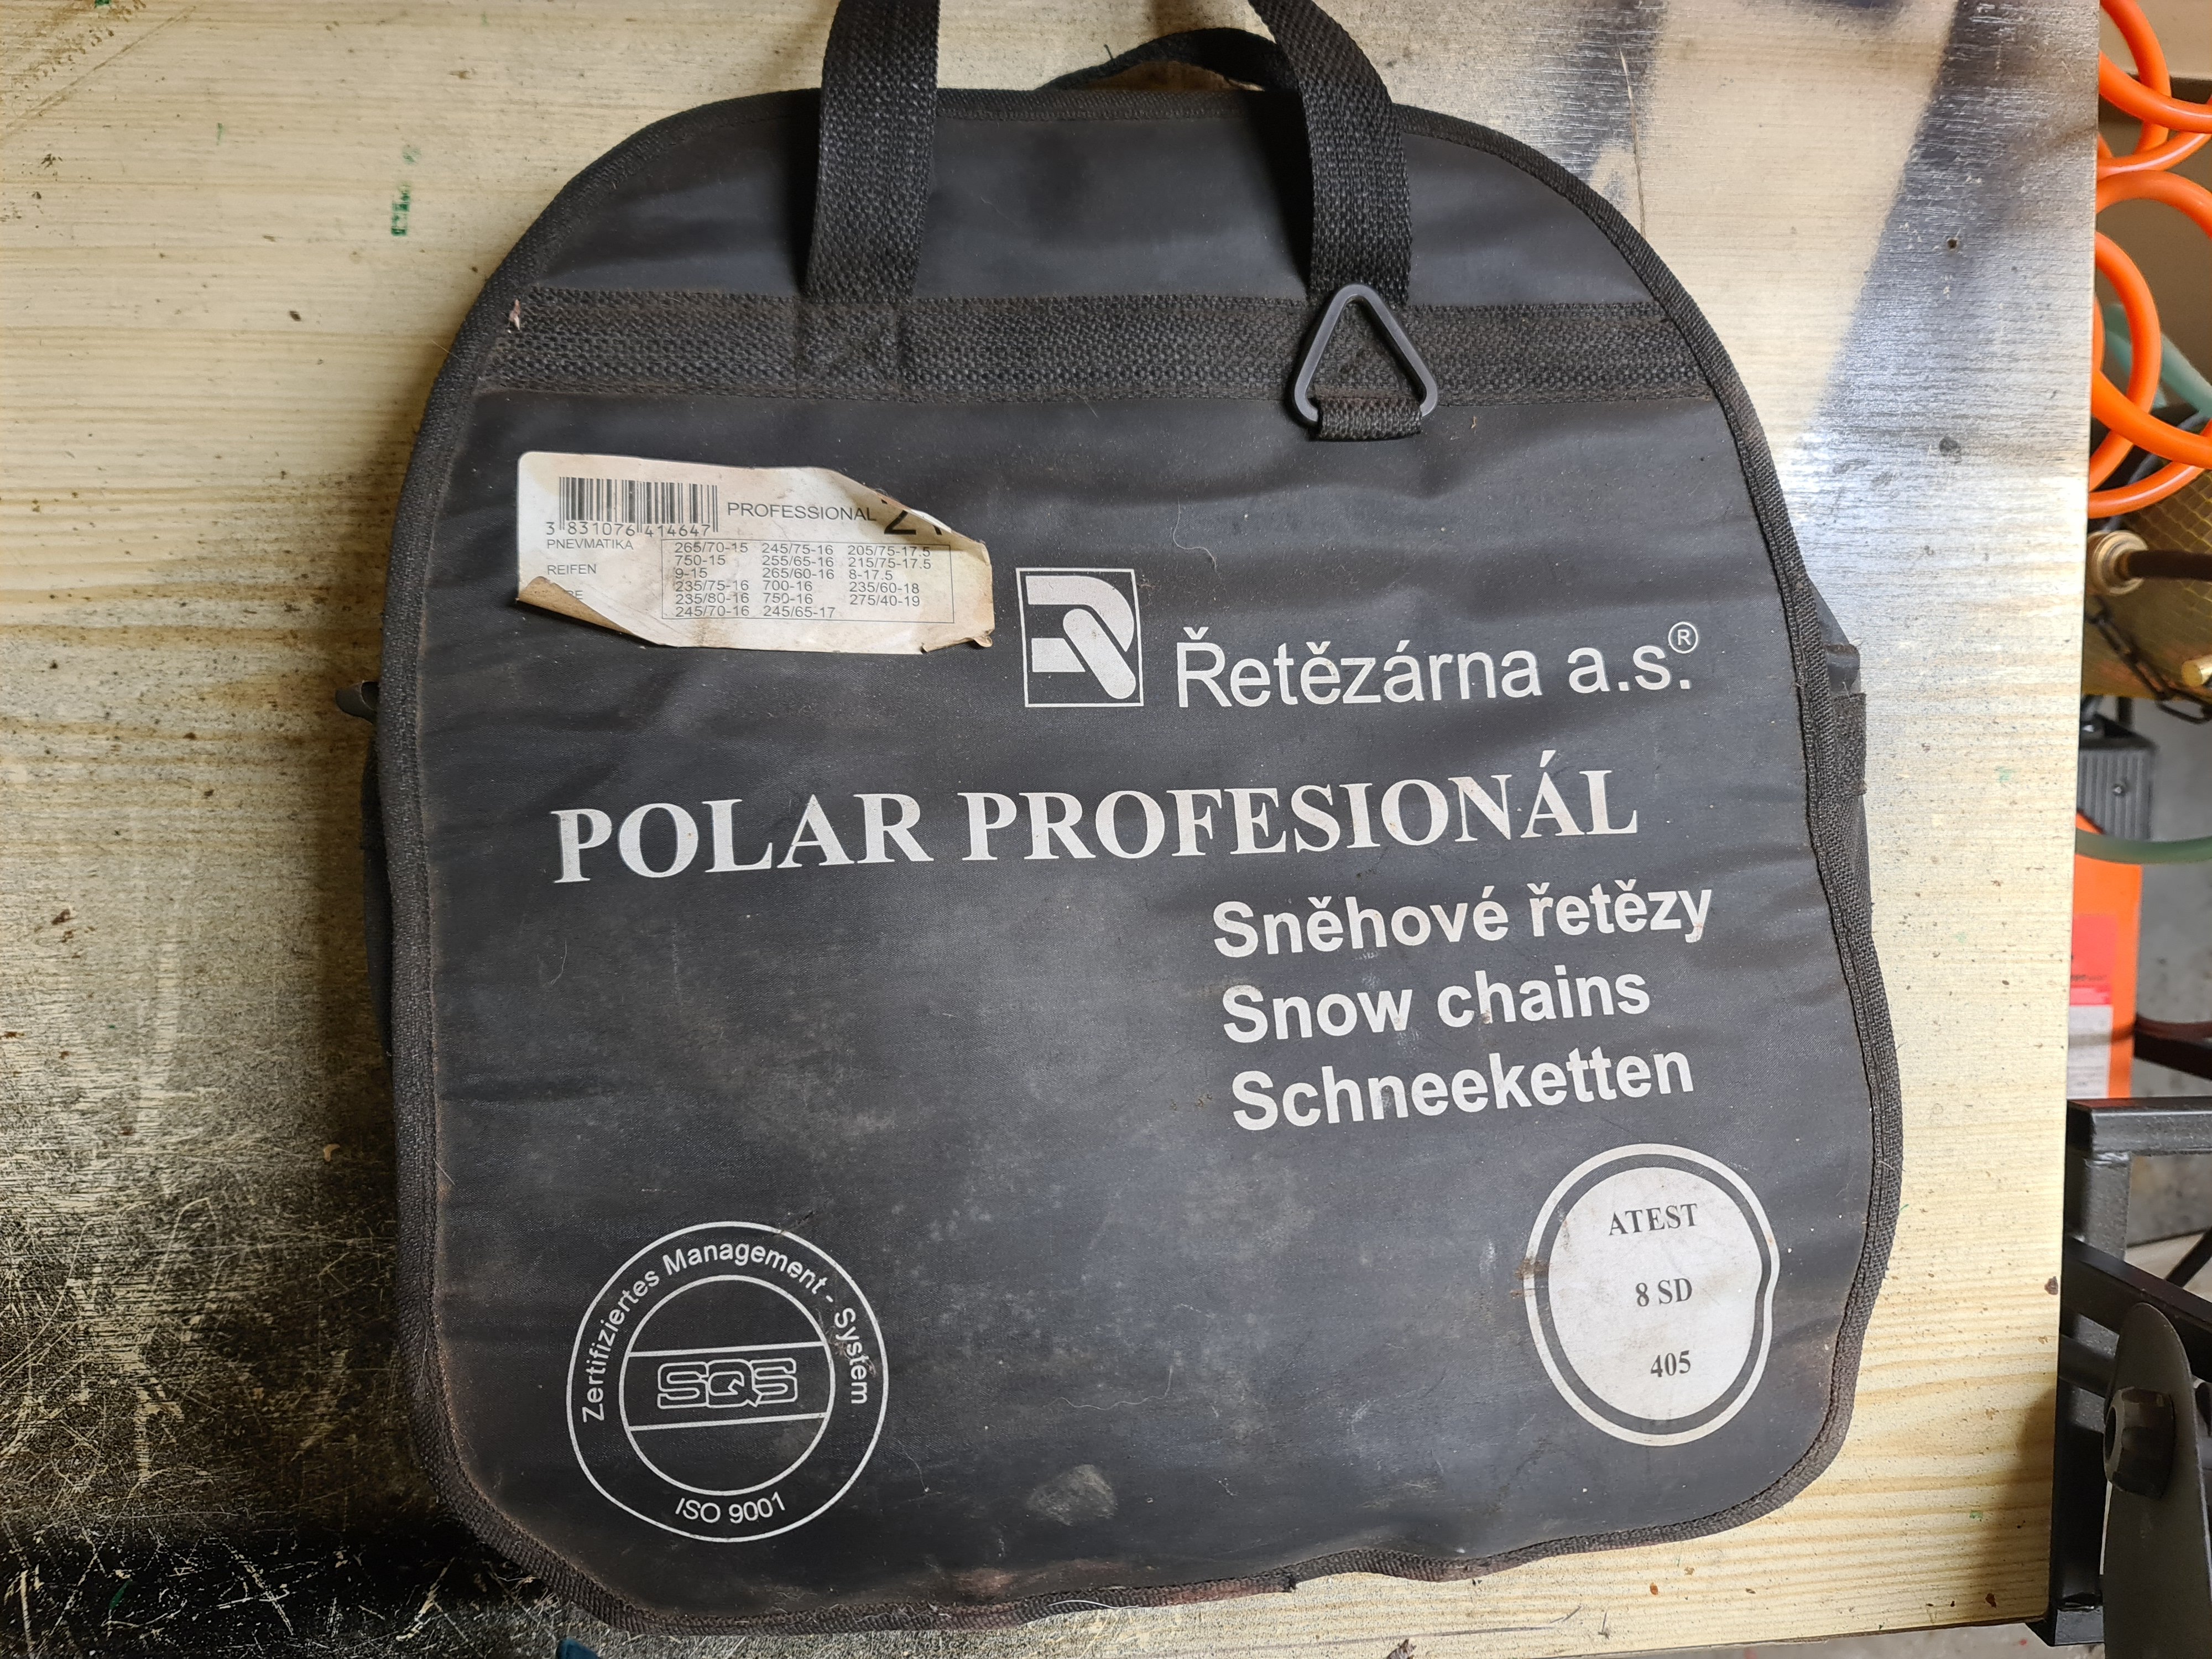 PROFESSIONAL
3 831076 414647
PNEVMATIKA
REIFEN
265/70-15 245/75-16 205/75-17.5
750-15 255/65-16 215/75-17.5
9-15 265/60-16 8-17.5
235/75-16 700-16 235/60-18
235/80-16 750-16 275/40-19
245/70-16 245/65-17
Řetězárna a.s.®
POLAR PROFESIONÁL
Sněhové řetězy
Snow chains
Schneeketten
ATEST
8 SD
405
Zertifiziertes Management - System
SQS
ISO 9001